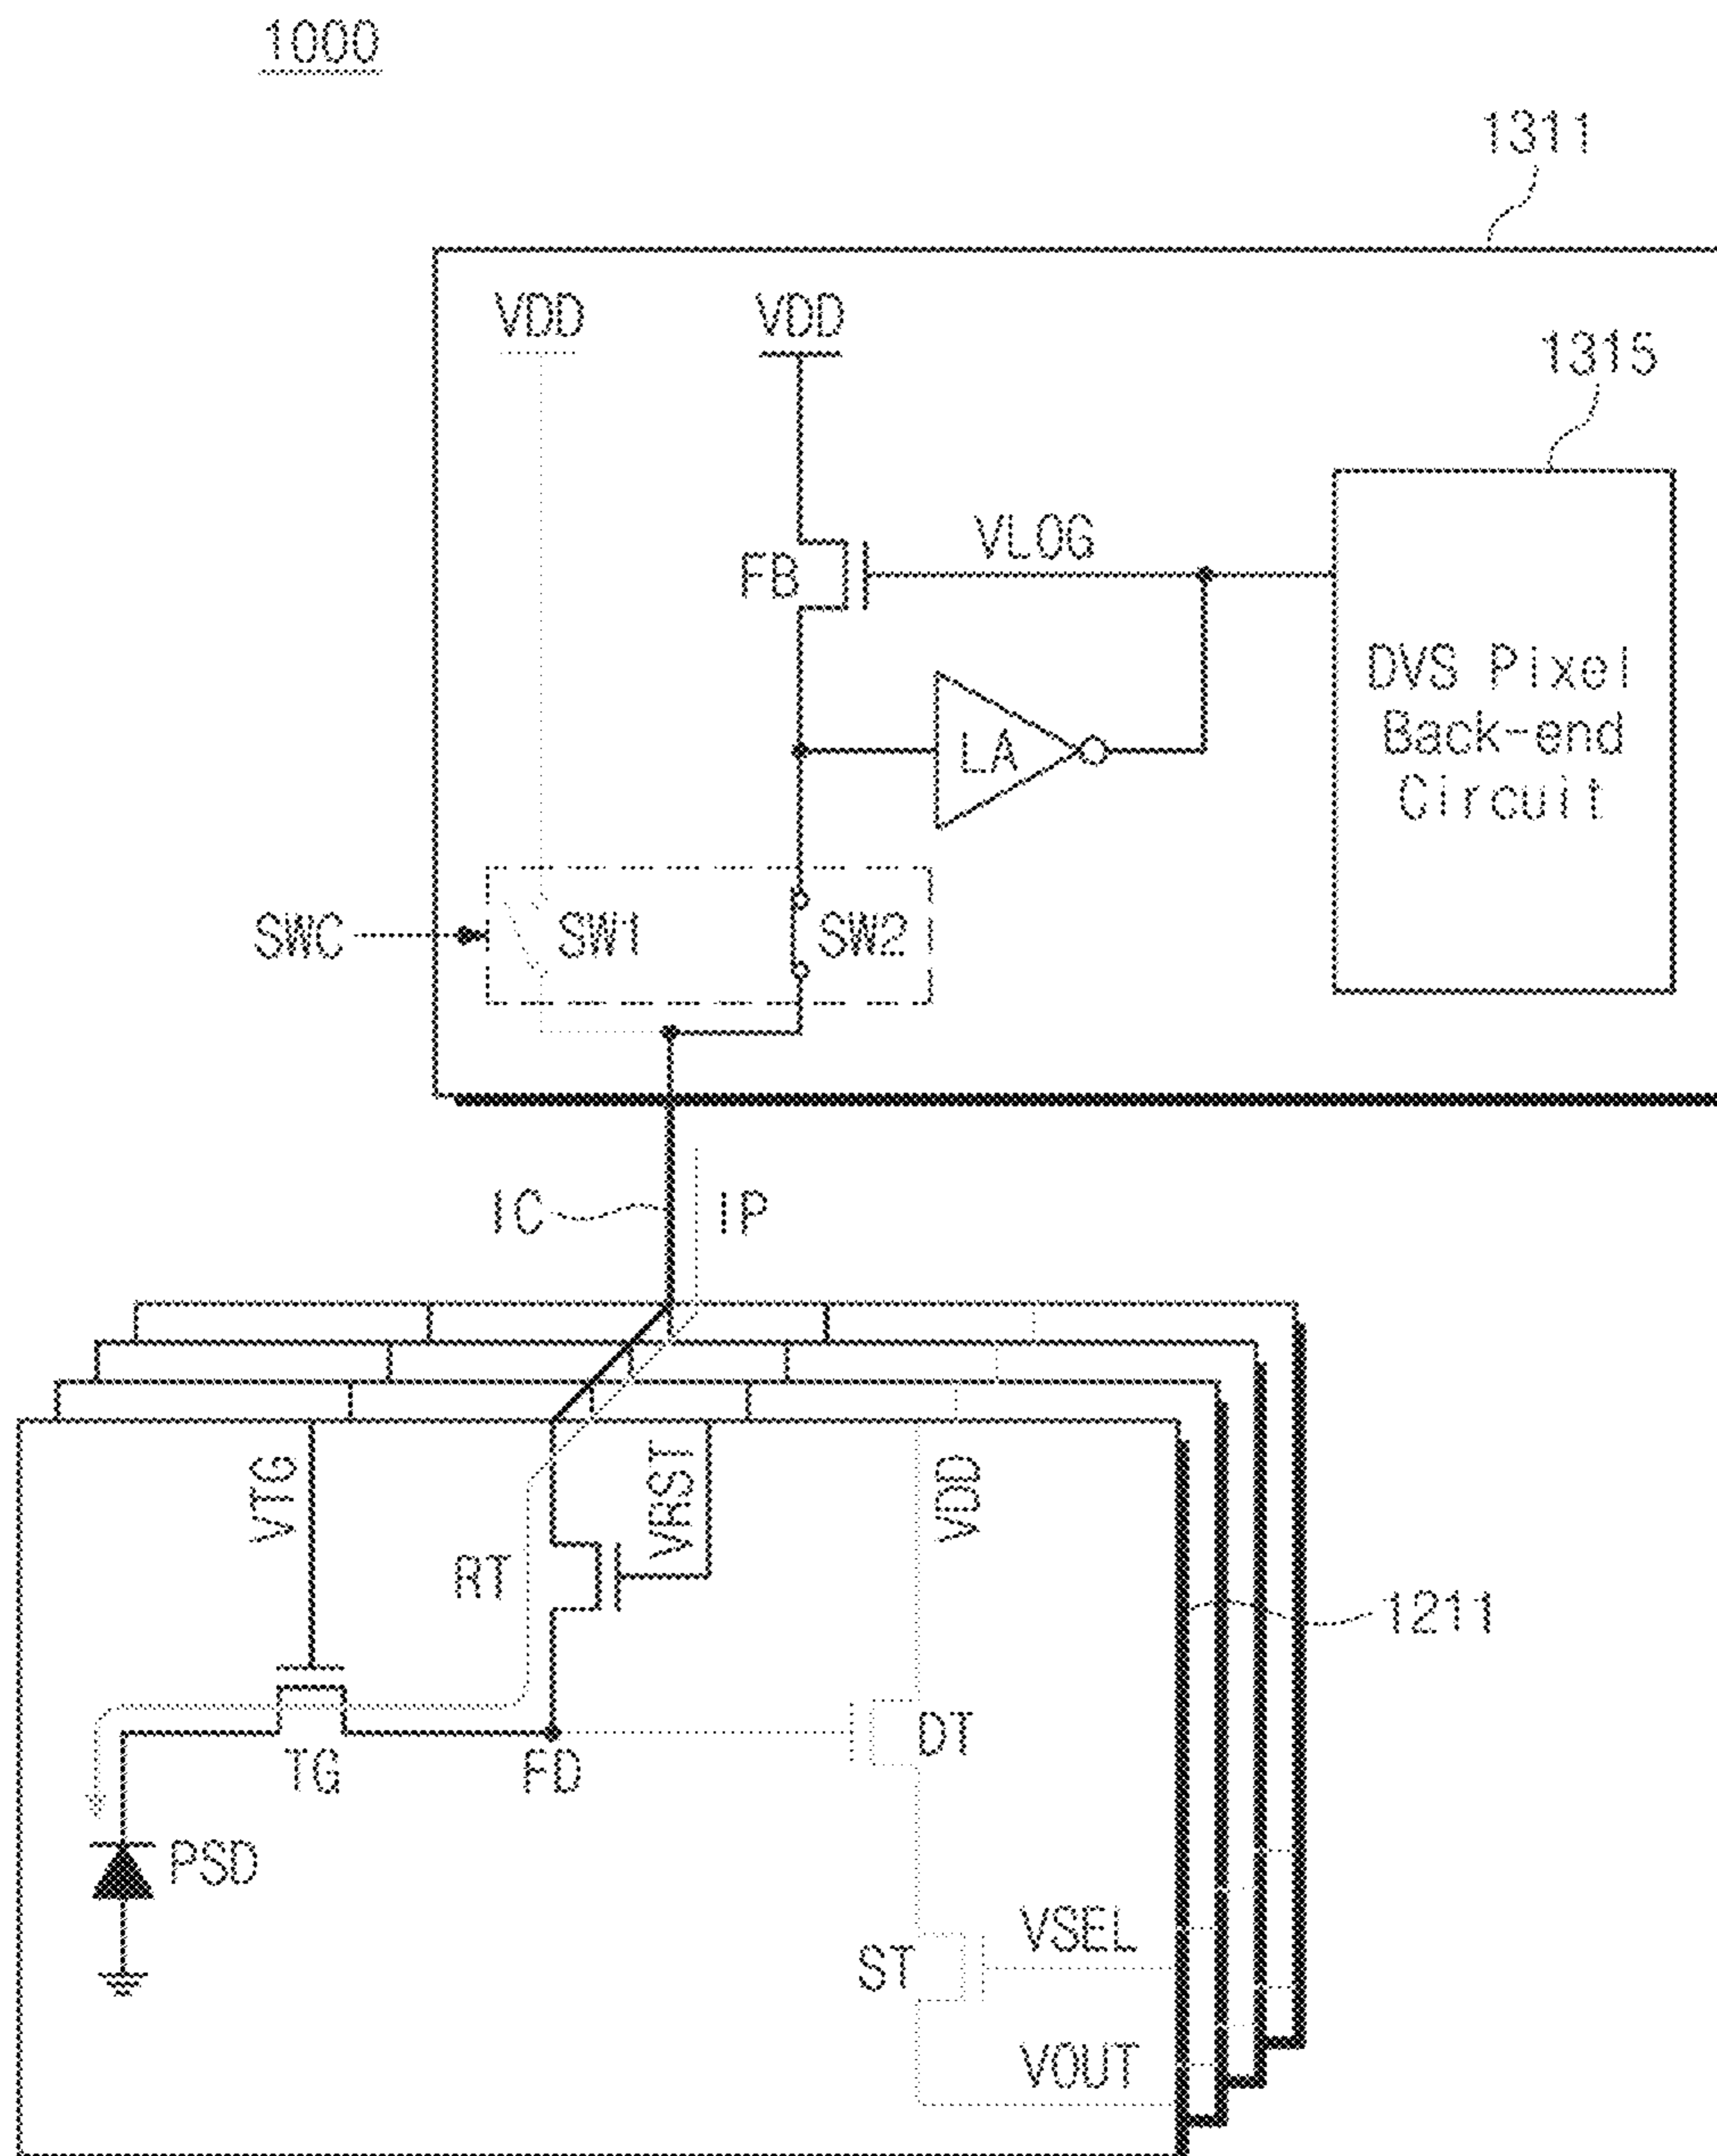 1000
1311
VDD
VDD
1315
VLOG
FB
DVS Pixel
Back-end
Circuit
LA
SWC
SW1
SW2
IC
IP
VTG
VRST
VDD
RT
1211
TG
FD
DT
PSD
VSEL
ST
VOUT